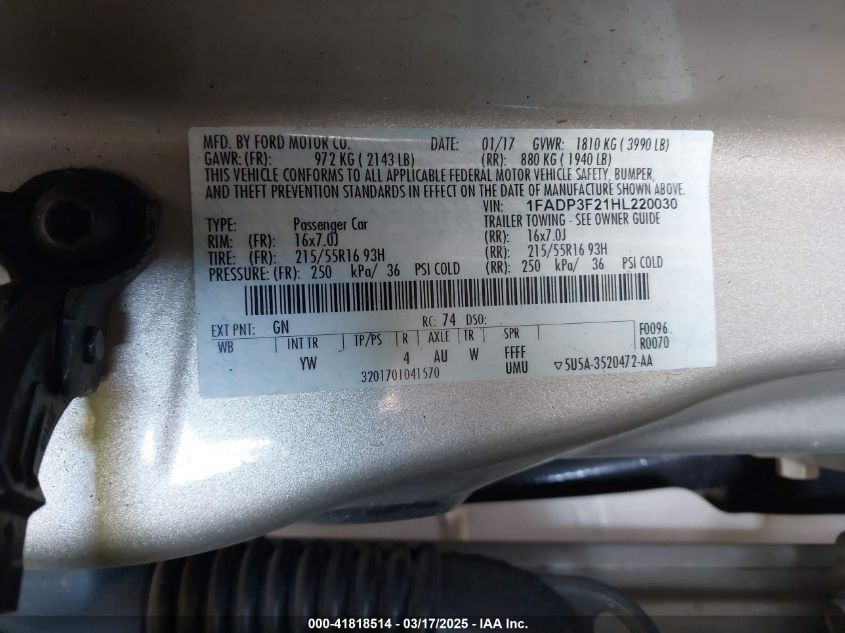 MFD. BY FORD MOTOR CO. DATE: 01/17 GVWR: 1810 KG ( 3990 LB)
GAWR: (FR): 972 KG ( 2143 LB) (RR): 880 KG ( 1940 LB)
THIS VEHICLE CONFORMS TO ALL APPLICABLE FEDERAL MOTOR VEHICLE SAFETY, BUMPER,
AND THEFT PREVENTION STANDARDS IN EFFECT ON THE DATE OF MANUFACTURE SHOWN ABOVE.
VIN: 1FADP3F21HL220030
TYPE: Passenger Car TRAILER TOWING - SEE OWNER GUIDE
RIM: (FR): 16x7.0J (RR): 16x7.0J
TIRE: (FR): 215/55R16 93H (RR): 215/55R16 93H
PRESSURE: (FR): 250 kPa/ 36 PSI COLD (RR): 250 kPa/ 36 PSI COLD
EXT PNT: GN RC: 74 DSO: F0096
WB INT TR TP/PS R AXLE TR SPR R0070
YW 4 AU W FFFF
UMU ▽5U5A-3520472-AA
3201701041570
000-41818514 — 03/17/2025 — IAA Inc.